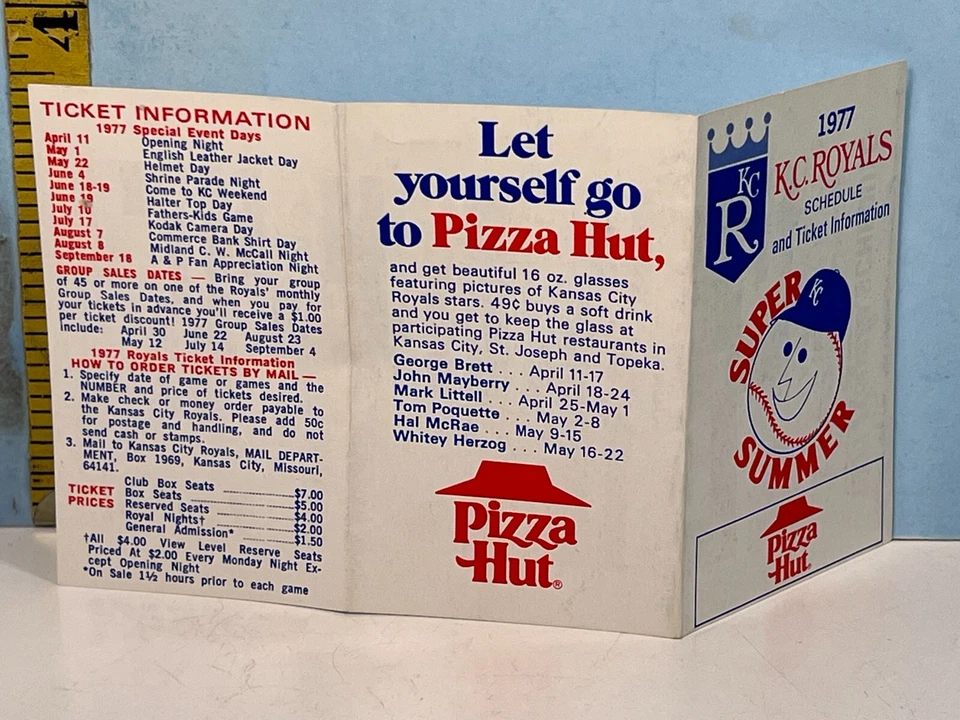 4
TICKET INFORMATION
1977 Special Event Days
April 11 Opening Night
May 1 English Leather Jacket Day
May 22 Helmet Day
June 4 Shrine Parade Night
June 18-19 Come to KC Weekend
June 19 Halter Top Day
July 10 Fathers-Kids Game
July 17 Kodak Camera Day
August 7 Commerce Bank Shirt Day
August 8 Midland C. W. McCall Night
September 18 A & P Fan Appreciation Night
GROUP SALES DATES — Bring your group
of 45 or more on one of the Royals' monthly
Group Sales Dates, and when you pay for
your tickets in advance you'll receive a $1.00
per ticket discount! 1977 Group Sales Dates
include: April 30 June 22 August 23
May 12 July 14 September 4
1977 Royals Ticket Information
HOW TO ORDER TICKETS BY MAIL —
1. Specify date of game or games and the
NUMBER and price of tickets desired.
2. Make check or money order payable to
the Kansas City Royals. Please add 50c
for postage and handling, and do not
send cash or stamps.
3. Mail to Kansas City Royals, MAIL DEPART-
MENT, Box 1969, Kansas City, Missouri,
64141.
TICKET PRICES
Club Box Seats $7.00
Box Seats $5.00
Reserved Seats $4.00
Royal Nights† $2.00
General Admission* $1.50
†All $4.00 View Level Reserve Seats
Priced At $2.00 Every Monday Night Ex-
cept Opening Night
*On Sale 1½ hours prior to each game
Let
yourself go
to Pizza Hut,
and get beautiful 16 oz. glasses
featuring pictures of Kansas City
Royals stars. 49¢ buys a soft drink
and you get to keep the glass at
participating Pizza Hut restaurants in
Kansas City, St. Joseph and Topeka.
George Brett . . . April 11-17
John Mayberry . . . April 18-24
Mark Littell . . . April 25-May 1
Tom Poquette . . . May 2-8
Hal McRae . . . May 9-15
Whitey Herzog . . . May 16-22
Pizza
Hut®
1977
K.C. ROYALS
SCHEDULE
and Ticket Information
KC
R
SUPER
KC
SUMMER
Pizza
Hut®